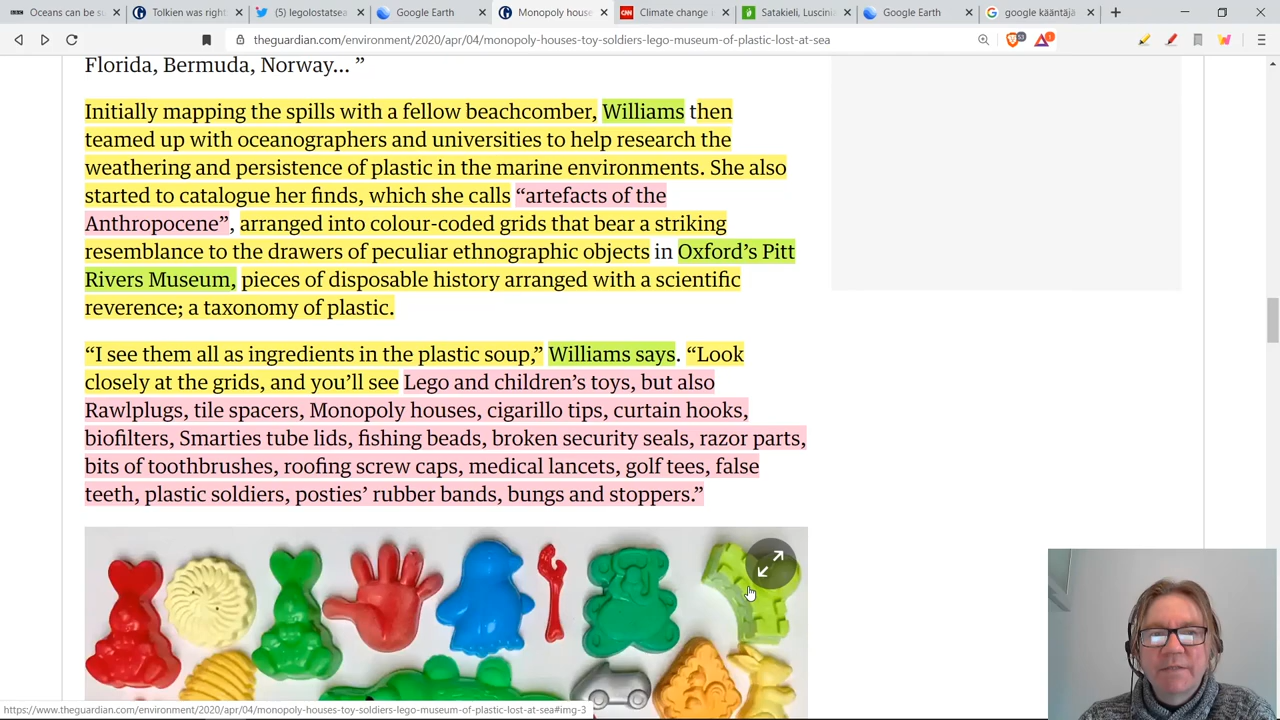 Oceans can be s
Tolkien was right
(5) legolostatsea
Google Earth
Monopoly house
Climate change i
Satakieli, Luscini
Google Earth
google kääntäjä
theguardian.com/environment/2020/apr/04/monopoly-houses-toy-soldiers-lego-museum-of-plastic-lost-at-sea
Florida, Bermuda, Norway... ”
Initially mapping the spills with a fellow beachcomber, Williams then
teamed up with oceanographers and universities to help research the
weathering and persistence of plastic in the marine environments. She also
started to catalogue her finds, which she calls “artefacts of the
Anthropocene”, arranged into colour-coded grids that bear a striking
resemblance to the drawers of peculiar ethnographic objects in Oxford’s Pitt
Rivers Museum, pieces of disposable history arranged with a scientific
reverence; a taxonomy of plastic.
“I see them all as ingredients in the plastic soup,” Williams says. “Look
closely at the grids, and you’ll see Lego and children’s toys, but also
Rawlplugs, tile spacers, Monopoly houses, cigarillo tips, curtain hooks,
biofilters, Smarties tube lids, fishing beads, broken security seals, razor parts,
bits of toothbrushes, roofing screw caps, medical lancets, golf tees, false
teeth, plastic soldiers, posties’ rubber bands, bungs and stoppers.”
https://www.theguardian.com/environment/2020/apr/04/monopoly-houses-toy-soldiers-lego-museum-of-plastic-lost-at-sea#img-3